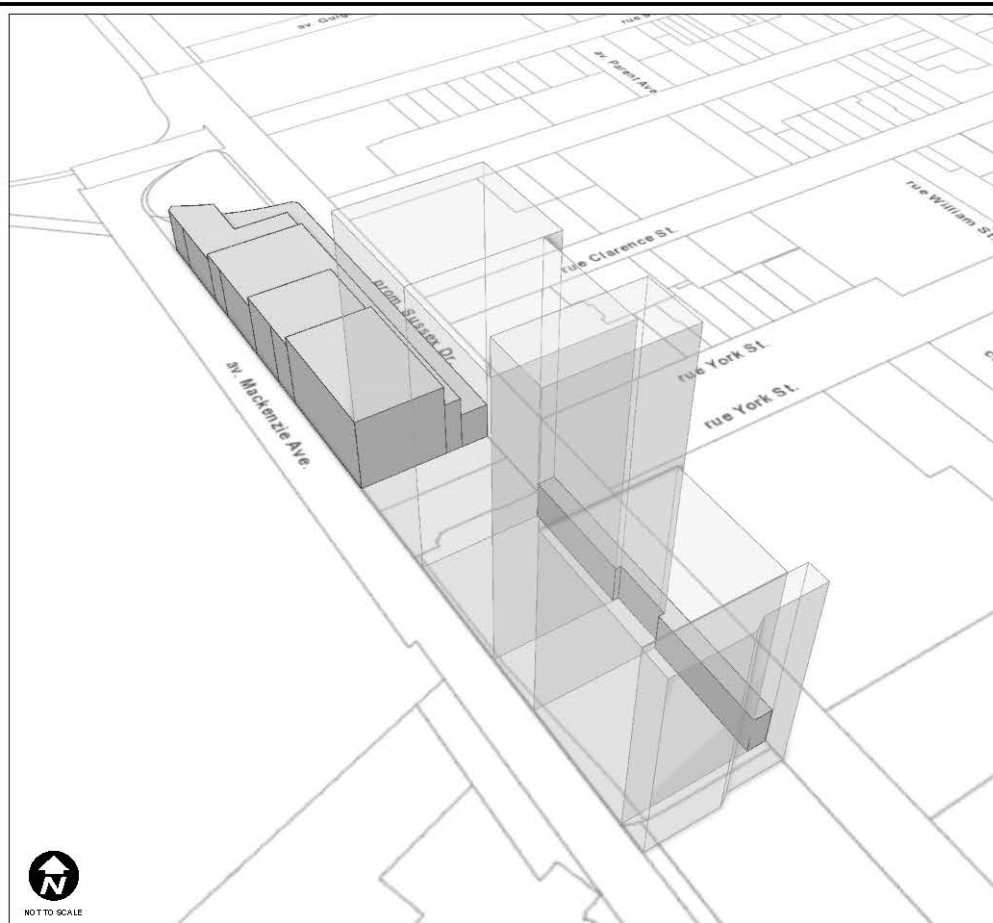 av. Parent Ave
rue William St.
rue Clarence St.
prom. Sussex Dr.
rue York St.
rue York St.
av. Mackenzie Ave.
N
NOT TO SCALE